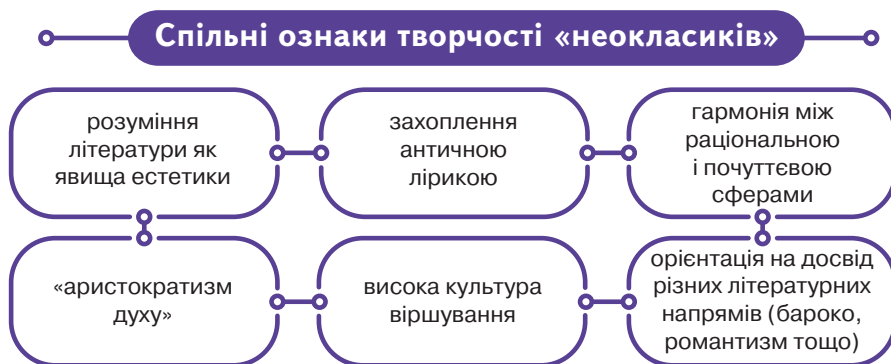 Спільні ознаки творчості «неокласиків»
розуміння
літератури як
явища естетики
захоплення
античною
лірикою
гармонія між
раціональною
і почуттєвою
сферами
«аристократизм
духу»
висока культура
віршування
орієнтація на досвід
різних літературних
напрямів (бароко,
романтизм тощо)